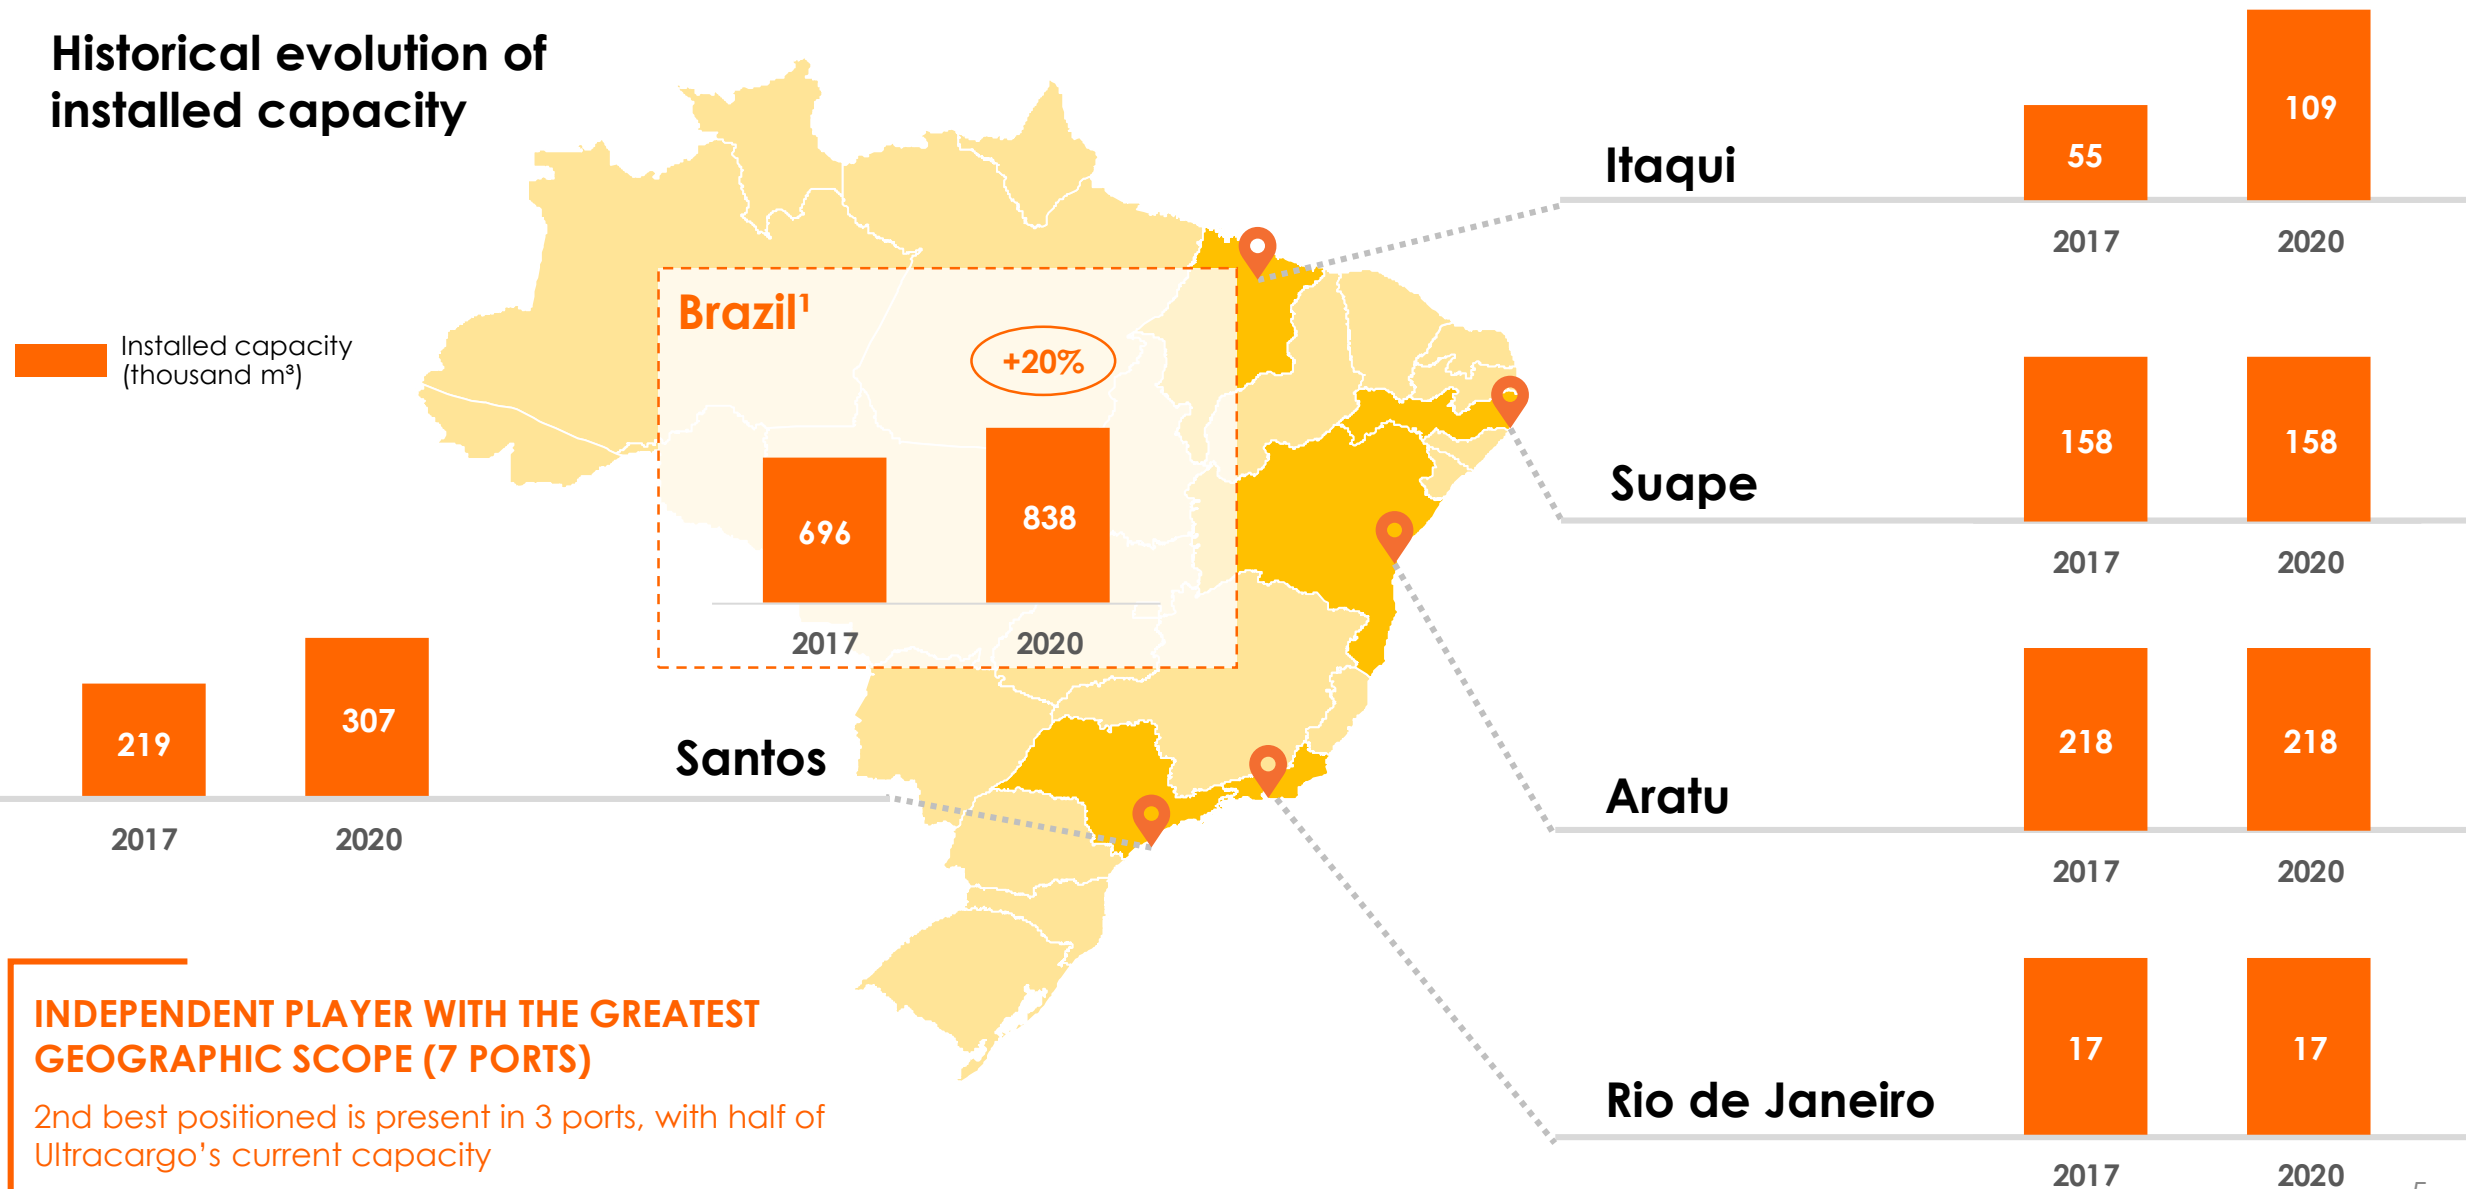 Historical evolution of
installed capacity
Installed capacity
(thousand m³)
Brazil¹
+20%
696
838
2017
2020
Itaqui
55
109
2017
2020
Suape
158
158
2017
2020
Aratu
218
218
2017
2020
Rio de Janeiro
17
17
2017
2020
Santos
219
307
2017
2020
INDEPENDENT PLAYER WITH THE GREATEST
GEOGRAPHIC SCOPE (7 PORTS)
2nd best positioned is present in 3 ports, with half of
Ultracargo's current capacity